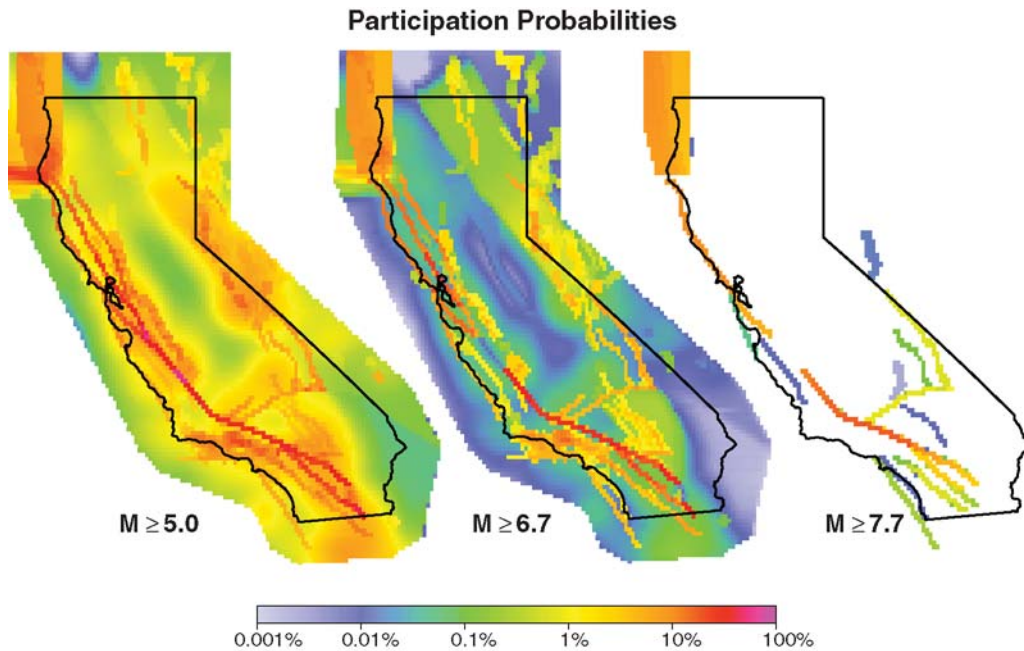 Participation Probabilities
M ≥ 5.0
M ≥ 6.7
M ≥ 7.7
0.001% 0.01% 0.1% 1% 10% 100%